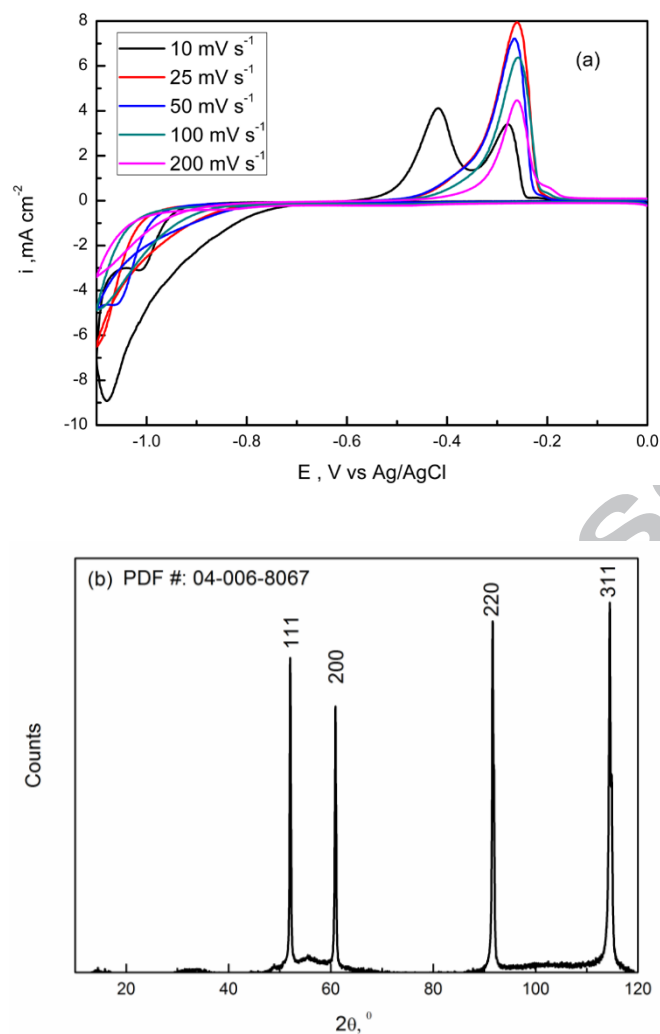 (a)
10 mV s⁻¹
25 mV s⁻¹
50 mV s⁻¹
100 mV s⁻¹
200 mV s⁻¹
8
6
4
2
0
-2
-4
-6
-8
-10
i ,mA cm⁻²
-1.0 -0.8 -0.6 -0.4 -0.2 0.0
E , V vs Ag/AgCl
(b) PDF #: 04-006-8067
111
200
220
311
Counts
20 40 60 80 100 120
2θ, °